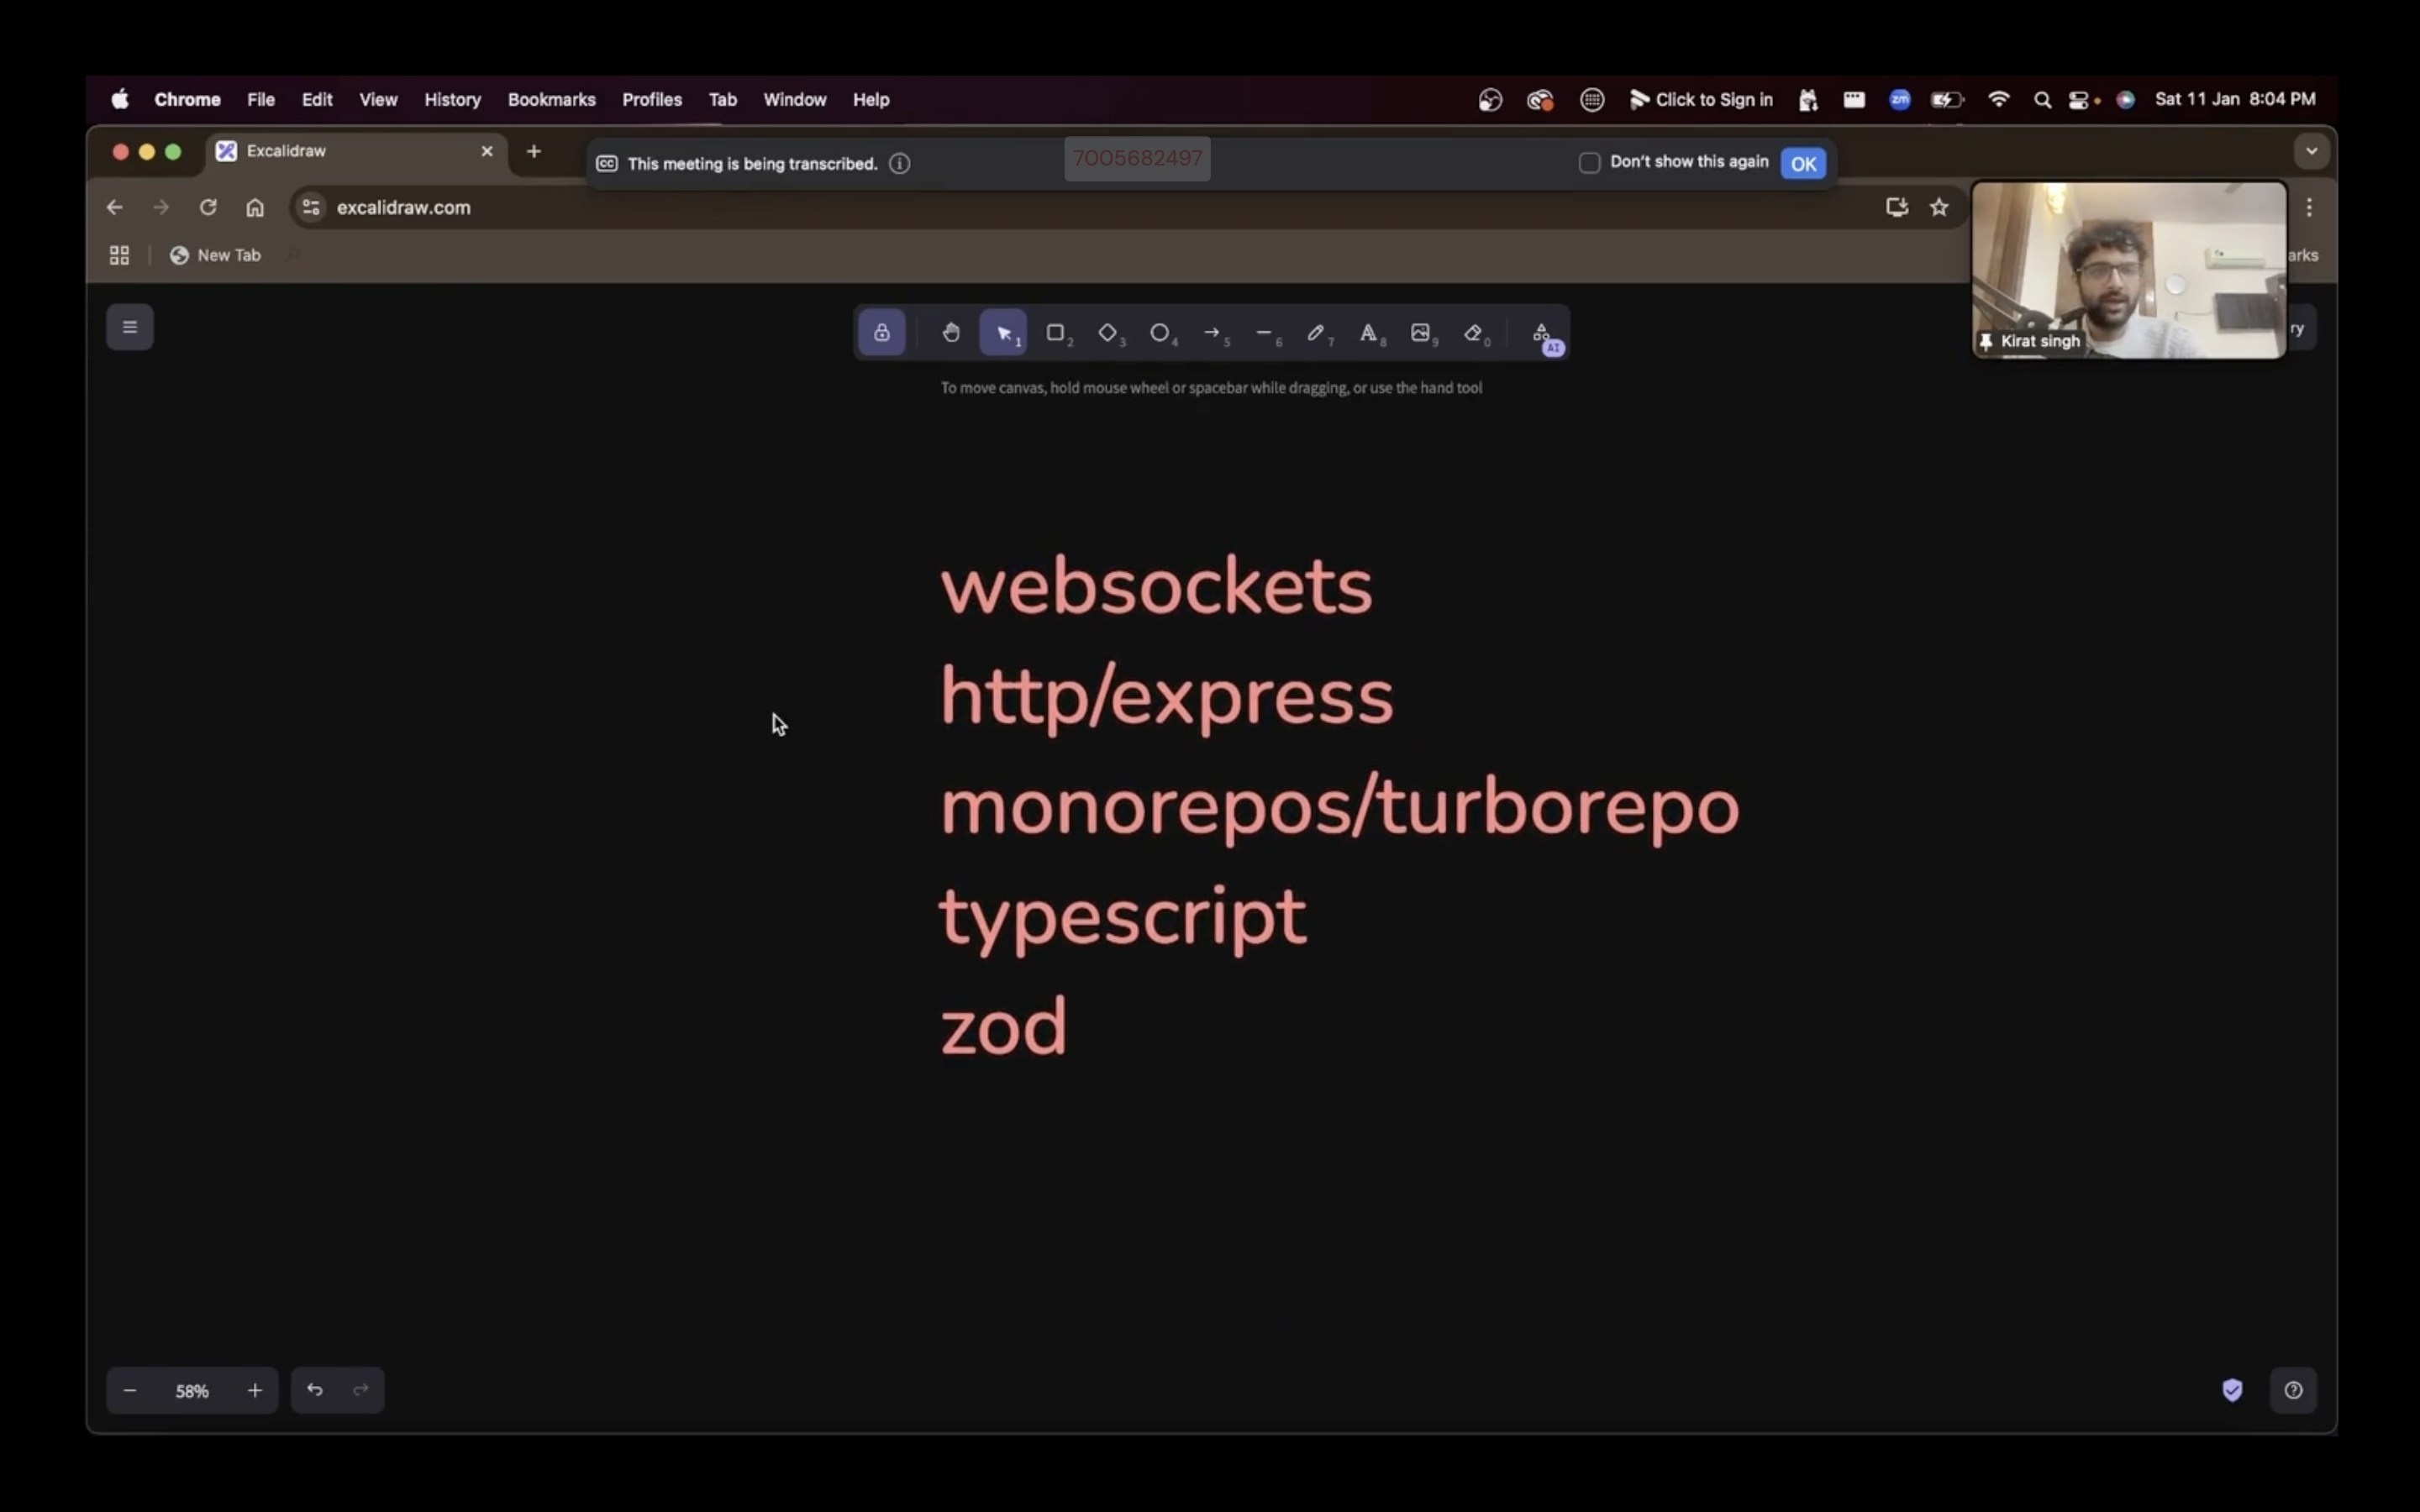 Chrome File Edit View History Bookmarks Profiles Tab Window Help Click to Sign in zm Sat 11 Jan 8:04 PM
Excalidraw
CC This meeting is being transcribed. 7005682497 Don't show this again OK
excalidraw.com
New Tab arks
1 2 3 4 5 6 7 A 8 9 0 AI ry
Kirat singh
To move canvas, hold mouse wheel or spacebar while dragging, or use the hand tool
websockets
http/express
monorepos/turborepo
typescript
zod
58%